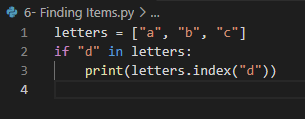 6- Finding Items.py > ...
1 letters = ["a", "b", "c"]
2 if "d" in letters:
3     print(letters.index("d"))
4